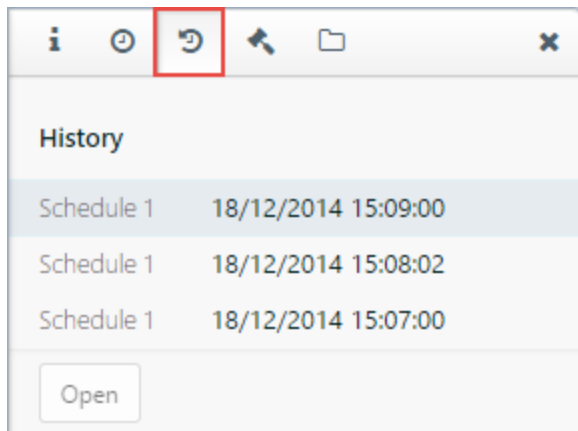 History
Schedule 1 18/12/2014 15:09:00
Schedule 1 18/12/2014 15:08:02
Schedule 1 18/12/2014 15:07:00
Open